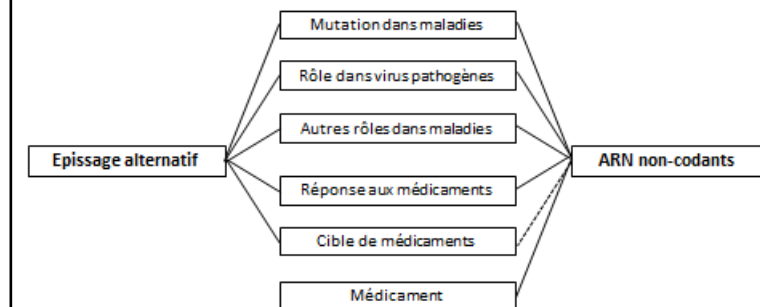 Mutation dans maladies
Rôle dans virus pathogènes
Autres rôles dans maladies
Epissage alternatif
ARN non-codants
Réponse aux médicaments
Cible de médicaments
Médicament